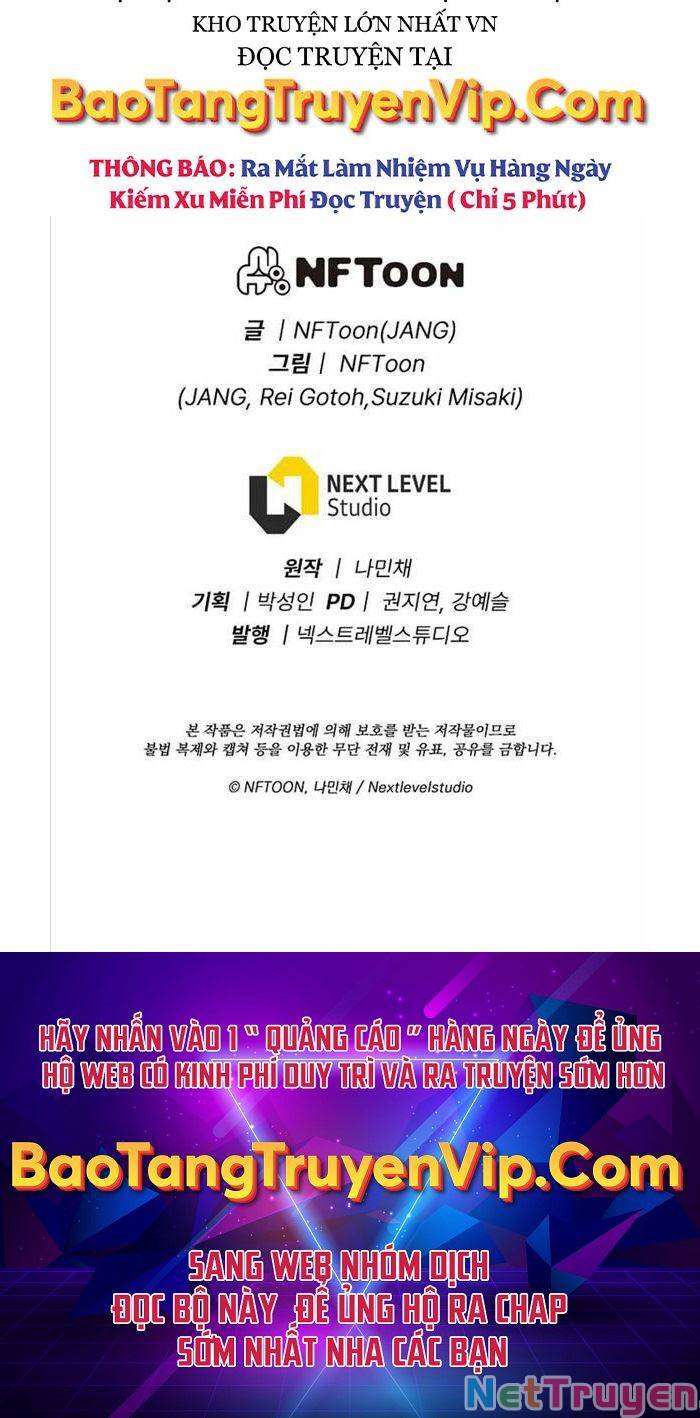 KHO TRUYỆN LỚN NHẤT VN
ĐỌC TRUYỆN TẠI
BaoTangTruyenVip.Com
THÔNG BÁO: Ra Mắt Làm Nhiệm Vụ Hàng Ngày
Kiếm Xu Miễn Phí Đọc Truyện ( Chỉ 5 Phút)
NFTOON
글 | NFToon(JANG)
그림 | NFToon
(JANG, Rei Gotoh,Suzuki Misaki)
NEXT LEVEL
Studio
원작 | 나민채
기획 | 박성인 PD | 권지연, 강예슬
발행 | 넥스트레벨스튜디오
본 작품은 저작권법에 의해 보호를 받는 저작물이므로
불법 복제와 캡쳐 등을 이용한 무단 전재 및 유포, 공유를 금합니다.
© NFTOON, 나민채 / Nextlevelstudio
HÃY NHẤN VÀO 1 “ QUẢNG CÁO ” HÀNG NGÀY ĐỂ ỦNG
HỘ WEB CÓ KINH PHÍ DUY TRÌ VÀ RA TRUYỆN SỚM HƠN
BaoTangTruyenVip.Com
SANG WEB NHÓM DỊCH
ĐỌC BỘ NÀY ĐỂ ỦNG HỘ RA CHAP
SỚM NHẤT NHA CÁC BẠN
NetTruyen